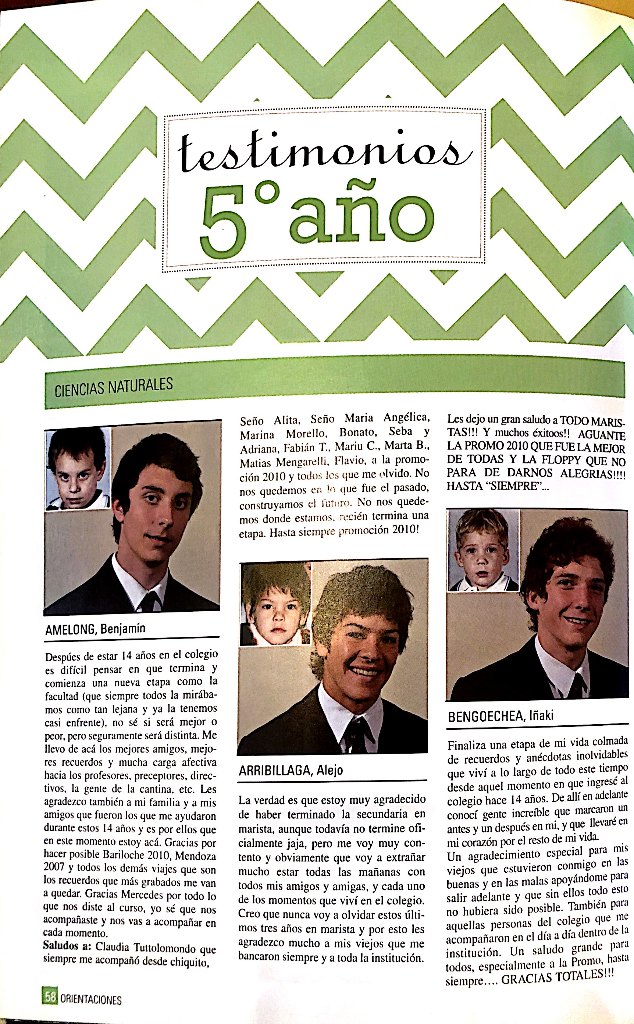 testimonios
5° año
CIENCIAS NATURALES
AMELONG, Benjamín
Despúes de estar 14 años en el colegio
es difícil pensar en que termina y
comienza una nueva etapa como la
facultad (que siempre todos la mirába-
mos como tan lejana y ya la tenemos
casi enfrente), no sé si será mejor o
peor, pero seguramente será distinta. Me
llevo de acá los mejores amigos, mejo-
res recuerdos y mucha carga afectiva
hacia los profesores, preceptores, direc-
tivos, la gente de la cantina, etc. Les
agradezco también a mi familia y a mis
amigos que fueron los que me ayudaron
durante estos 14 años y es por ellos que
en este momento estoy acá. Gracias por
hacer posible Bariloche 2010, Mendoza
2007 y todos los demás viajes que son
los recuerdos que más grabados me van
a quedar. Gracias Mercedes por todo lo
que nos diste al curso, yo sé que nos
acompañaste y nos vas a acompañar en
cada momento.
Saludos a: Claudia Tuttolomondo que
siempre me acompañó desde chiquito,
Seño Alita, Seño Maria Angélica,
Marina Morello, Bonato, Seba y
Adriana, Fabián T., Mariu C., Marta B.,
Matias Mengarelli, Flavio, a la promo-
ción 2010 y todos los que me olvido. No
nos quedemos en lo que fue el pasado,
construyamos el futuro. No nos quede-
mos donde estamos, recién termina una
etapa. Hasta siempre promoción 2010!
ARRIBILLAGA, Alejo
La verdad es que estoy muy agradecido
de haber terminado la secundaria en
marista, aunque todavía no termine ofi-
cialmente jaja, pero me voy muy con-
tento y obviamente que voy a extrañar
mucho estar todas las mañanas con
todos mis amigos y amigas, y cada uno
de los momentos que viví en el colegio.
Creo que nunca voy a olvidar estos últi-
mos tres años en marista y por esto les
agradezco mucho a mis viejos que me
bancaron siempre y a toda la institución.
Les dejo un gran saludo a TODO MARIS-
TAS!!! Y muchos éxitoos!! AGUANTE
LA PROMO 2010 QUE FUE LA MEJOR
DE TODAS Y LA FLOPPY QUE NO
PARA DE DARNOS ALEGRIAS!!!!
HASTA “SIEMPRE”...
BENGOECHEA, Iñaki
Finaliza una etapa de mi vida colmada
de recuerdos y anécdotas inolvidables
que viví a lo largo de todo este tiempo
desde aquel momento en que ingresé al
colegio hace 14 años. De allí en adelante
conocí gente increíble que marcaron un
antes y un después en mi, y que llevaré en
mi corazón por el resto de mi vida.
Un agradecimiento especial para mis
viejos que estuvieron conmigo en las
buenas y en las malas apoyándome para
salir adelante y que sin ellos todo esto
no hubiera sido posible. También para
aquellas personas del colegio que me
acompañaron en el día a día dentro de la
institución. Un saludo grande para
todos, especialmente a la Promo, hasta
siempre…. GRACIAS TOTALES!!!
58 ORIENTACIONES